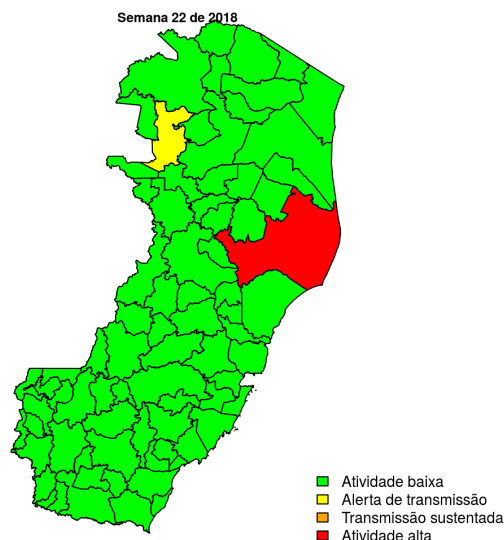 Semana 22 de 2018
Atividade baixa
Alerta de transmissão
Transmissão sustentada
Atividade alta